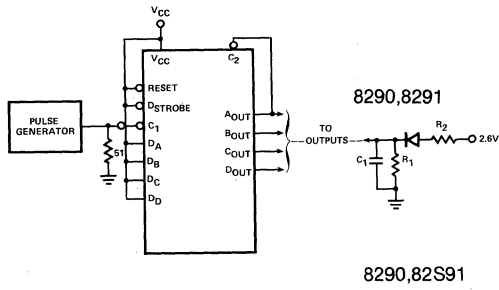 VCC
VCC
C2
RESET
DSTROBE
PULSE
GENERATOR
C1
51
DA
DB
DC
DD
AOUT
BOUT
COUT
DOUT
TO
OUTPUTS
8290,8291
R2
2.6V
C1
R1
8290,82S91